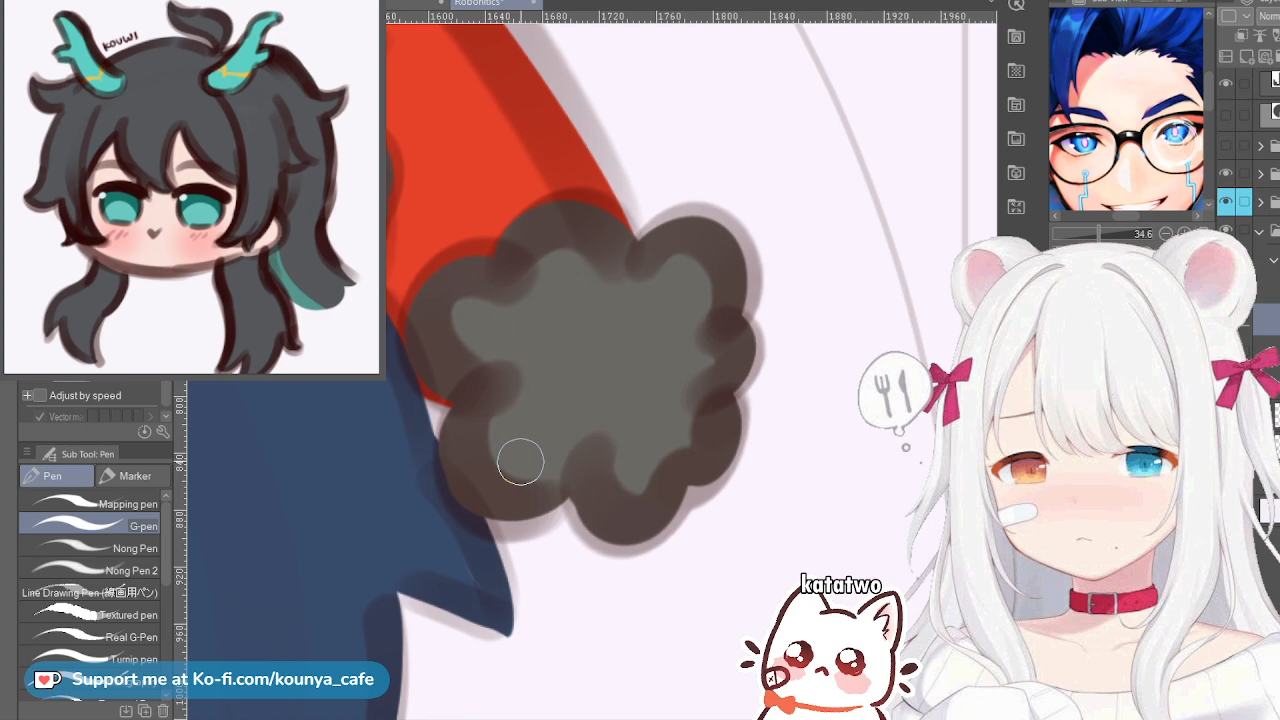 KOUWI
Robonitics*
1600 1640 1680 1720 1760 1800 1840 1880 1920 1960
34.6
Adjust by speed
Vector ma
Sub Tool: Pen
Pen
Marker
Mapping pen
G-pen
Nong Pen
Nong Pen 2
Line Drawing Pen (線画用ペン)
Textured pen
Real G-Pen
Turnip pen
Support me at Ko-fi.com/kounya_cafe
katatwo